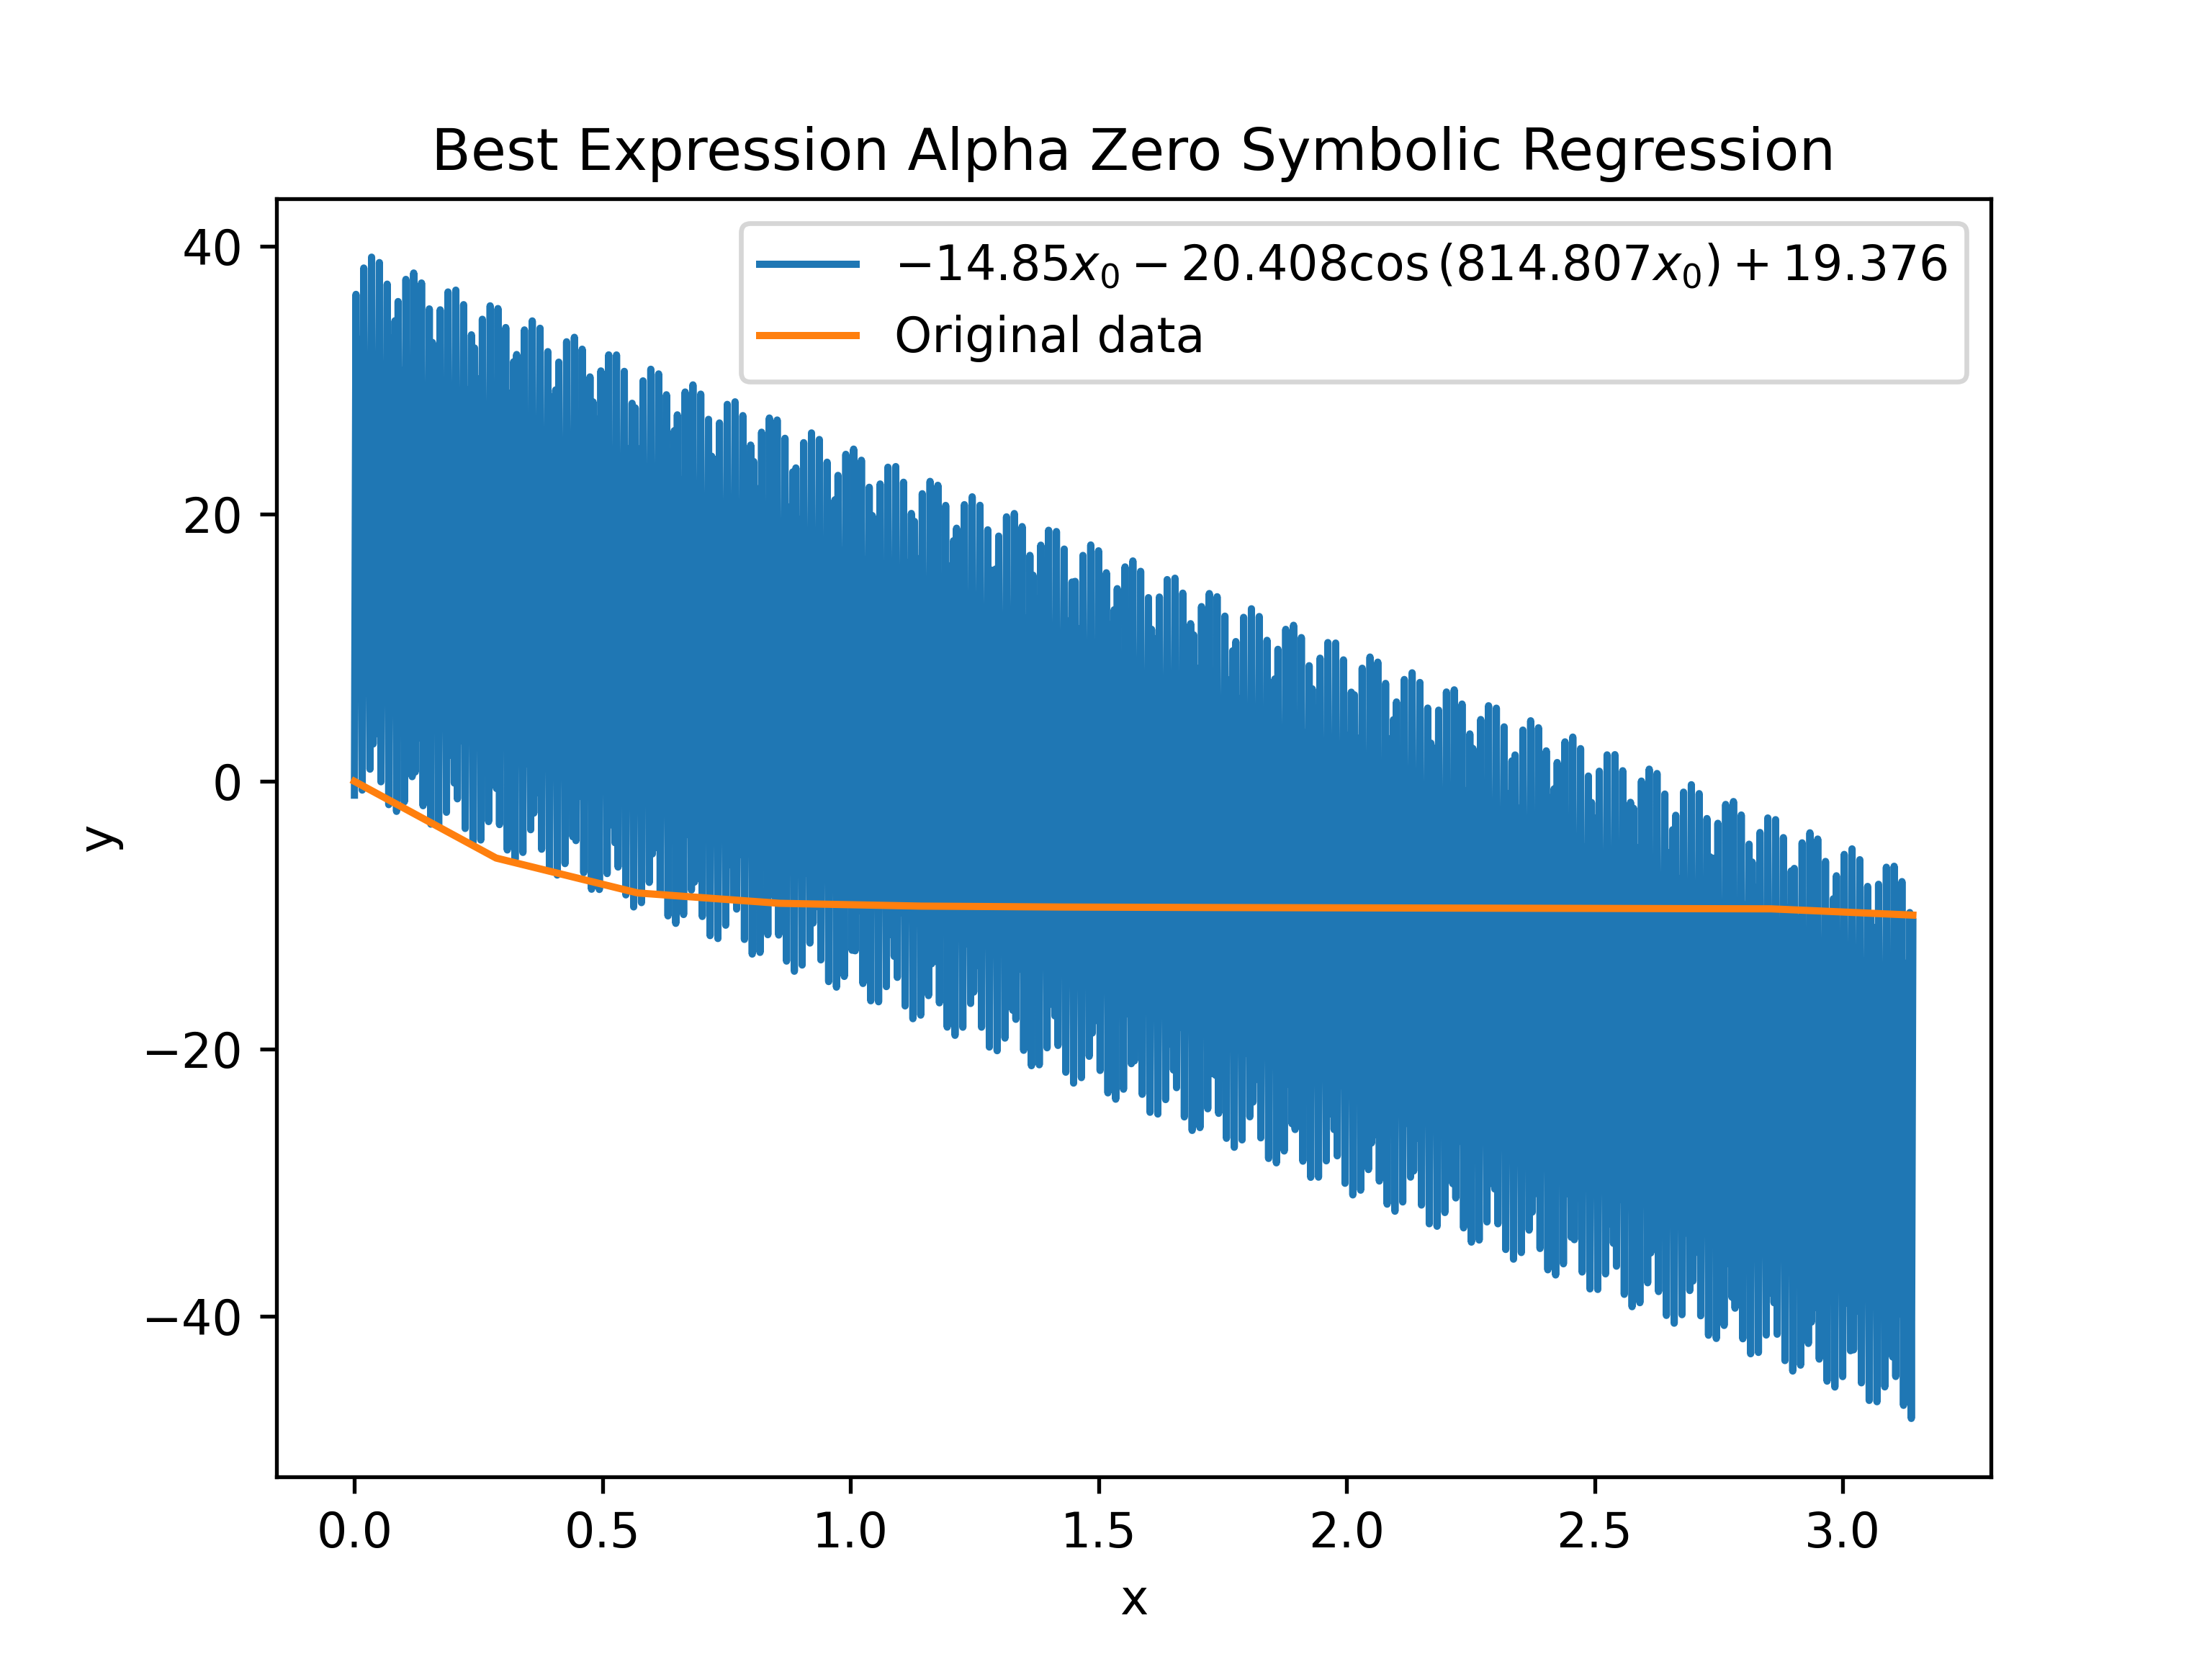 Best Expression Alpha Zero Symbolic Regression
−14.85x₀ − 20.408cos (814.807x₀) + 19.376
Original data
40
20
0
−20
−40
y
0.0 0.5 1.0 1.5 2.0 2.5 3.0
x